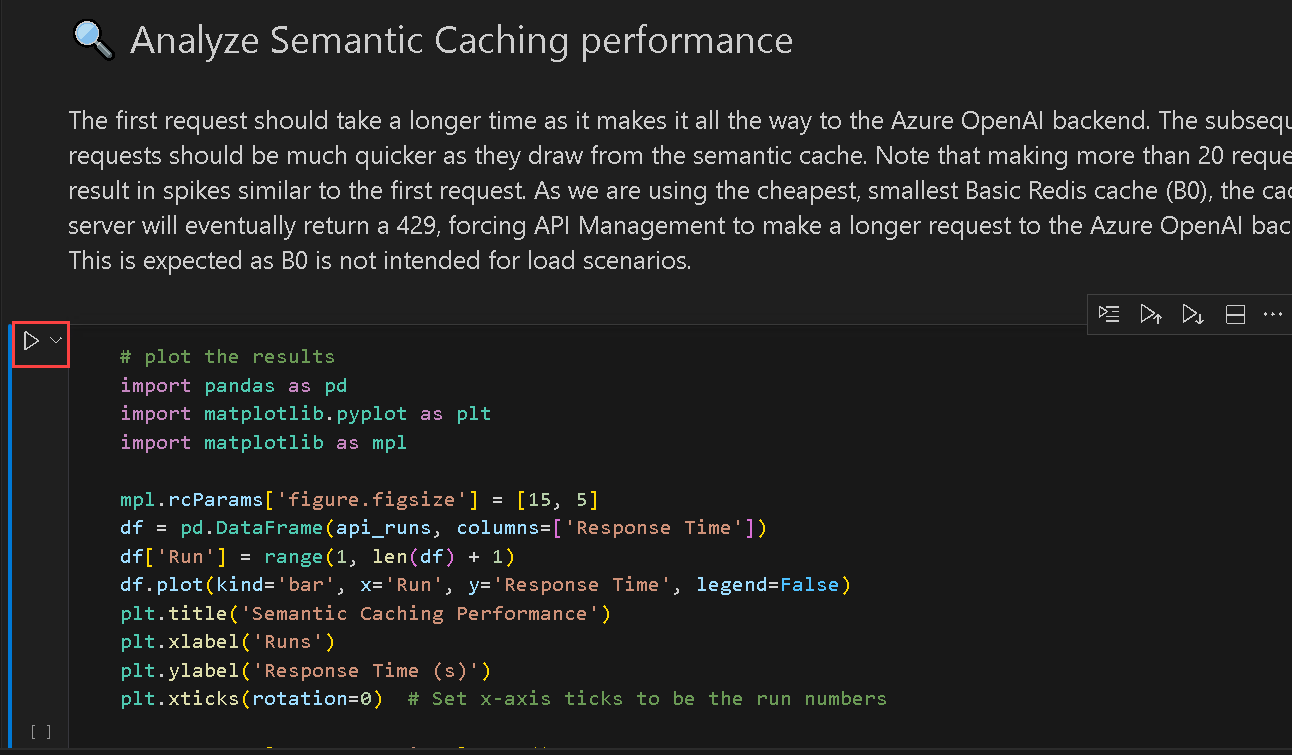 Analyze Semantic Caching performance
The first request should take a longer time as it makes it all the way to the Azure OpenAI backend. The
requests should be much quicker as they draw from the semantic cache. Note that making more than 20
result in spikes similar to the first request. As we are using the cheapest, smallest Basic Redis cache (B0), the
server will eventually return a 429, forcing API Management to make a longer request to the Azure OpenAI
This is expected as B0 is not intended for load scenarios.
# plot the results
import pandas as pd
import matplotlib.pyplot as plt
import matplotlib as mpl
mpl.rcParams['figure.figsize'] = [15, 5]
df = pd.DataFrame(api_runs, columns=['Response Time'])
df['Run'] = range(1, len(df) + 1)
df.plot(kind='bar', x='Run', y='Response Time', legend=False)
plt.title('Semantic Caching Performance')
plt.xlabel('Runs')
plt.ylabel('Response Time (s)')
plt.xticks(rotation=0)  # Set x-axis ticks to be the run numbers
[ ]